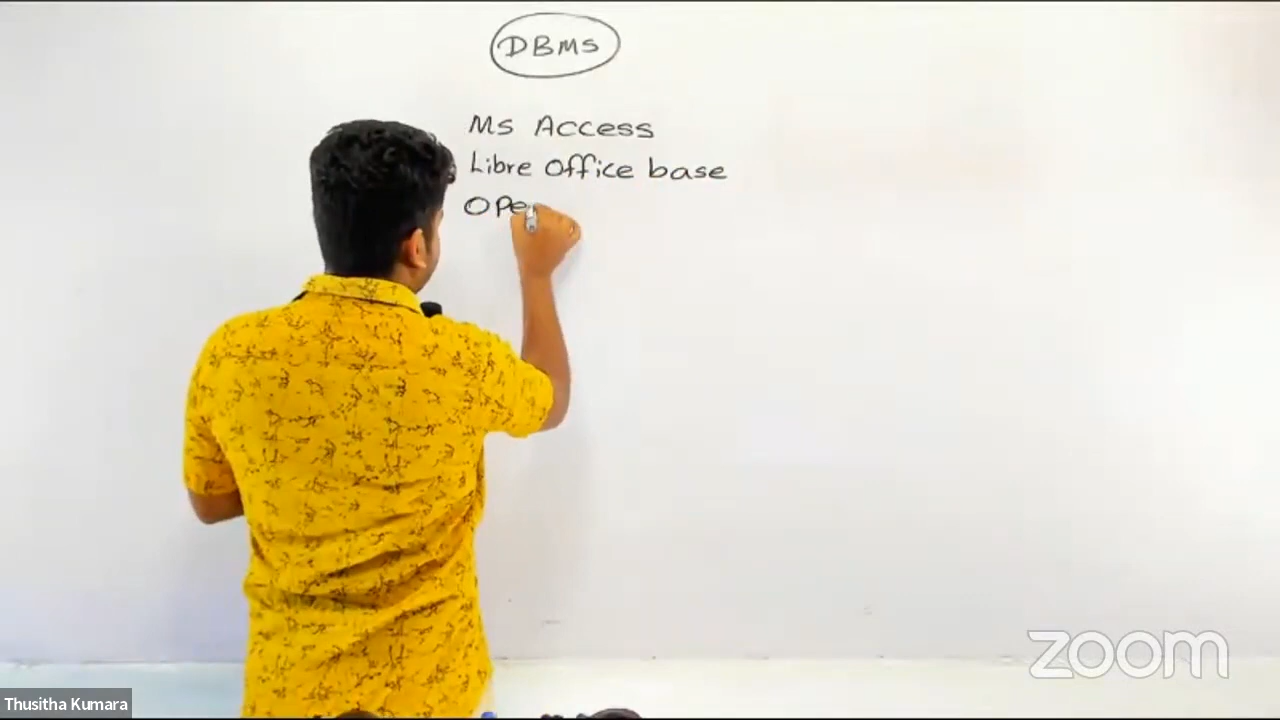 DBMS
Ms Access
Libre Office base
Ope
zoom
Thusitha Kumara